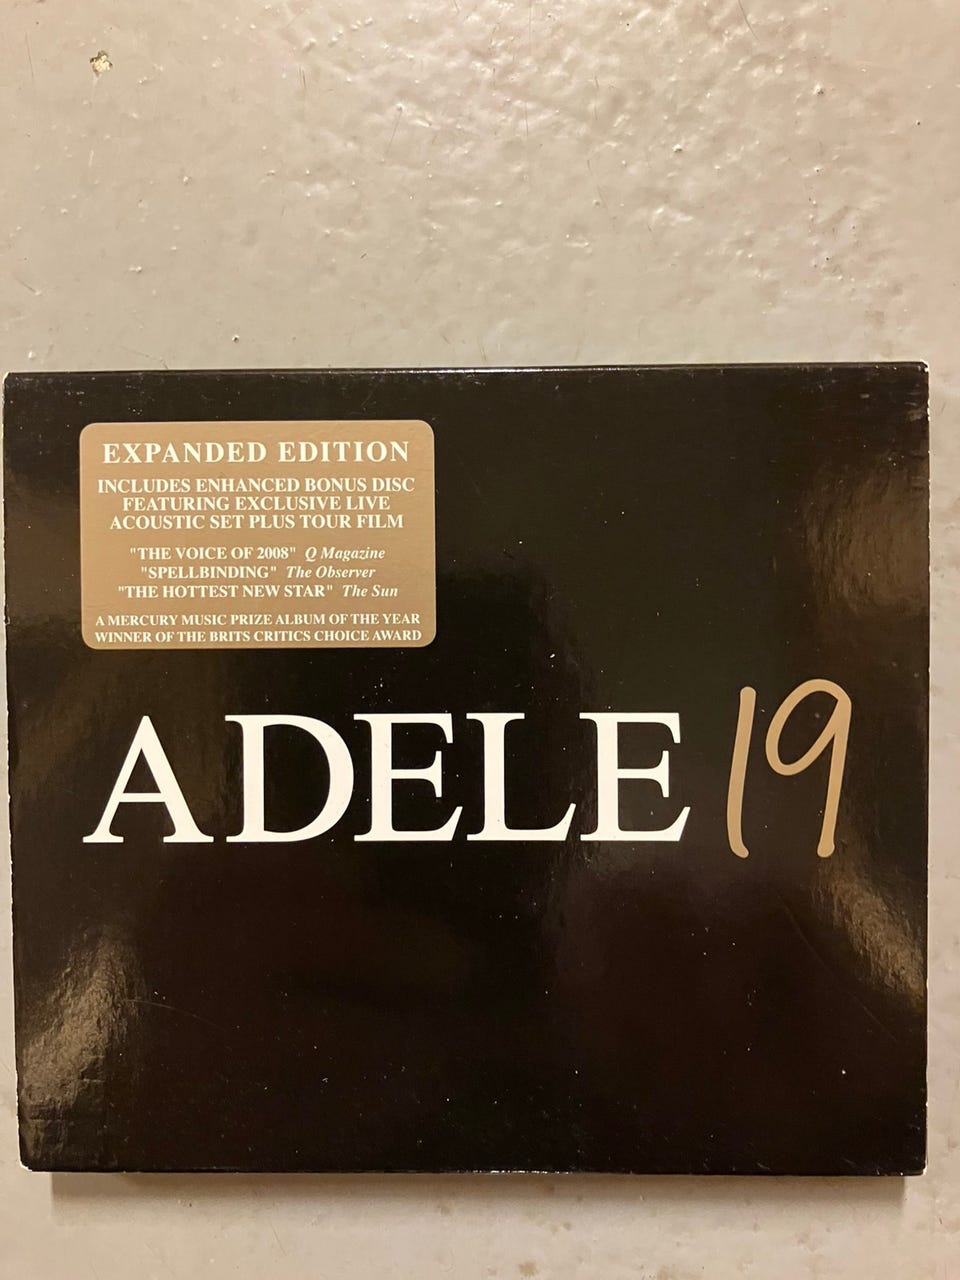 EXPANDED EDITION
INCLUDES ENHANCED BONUS DISC
FEATURING EXCLUSIVE LIVE
ACOUSTIC SET PLUS TOUR FILM
"THE VOICE OF 2008" Q Magazine
"SPELLBINDING" The Observer
"THE HOTTEST NEW STAR" The Sun
A MERCURY MUSIC PRIZE ALBUM OF THE YEAR
WINNER OF THE BRITS CRITICS CHOICE AWARD
ADELE 19